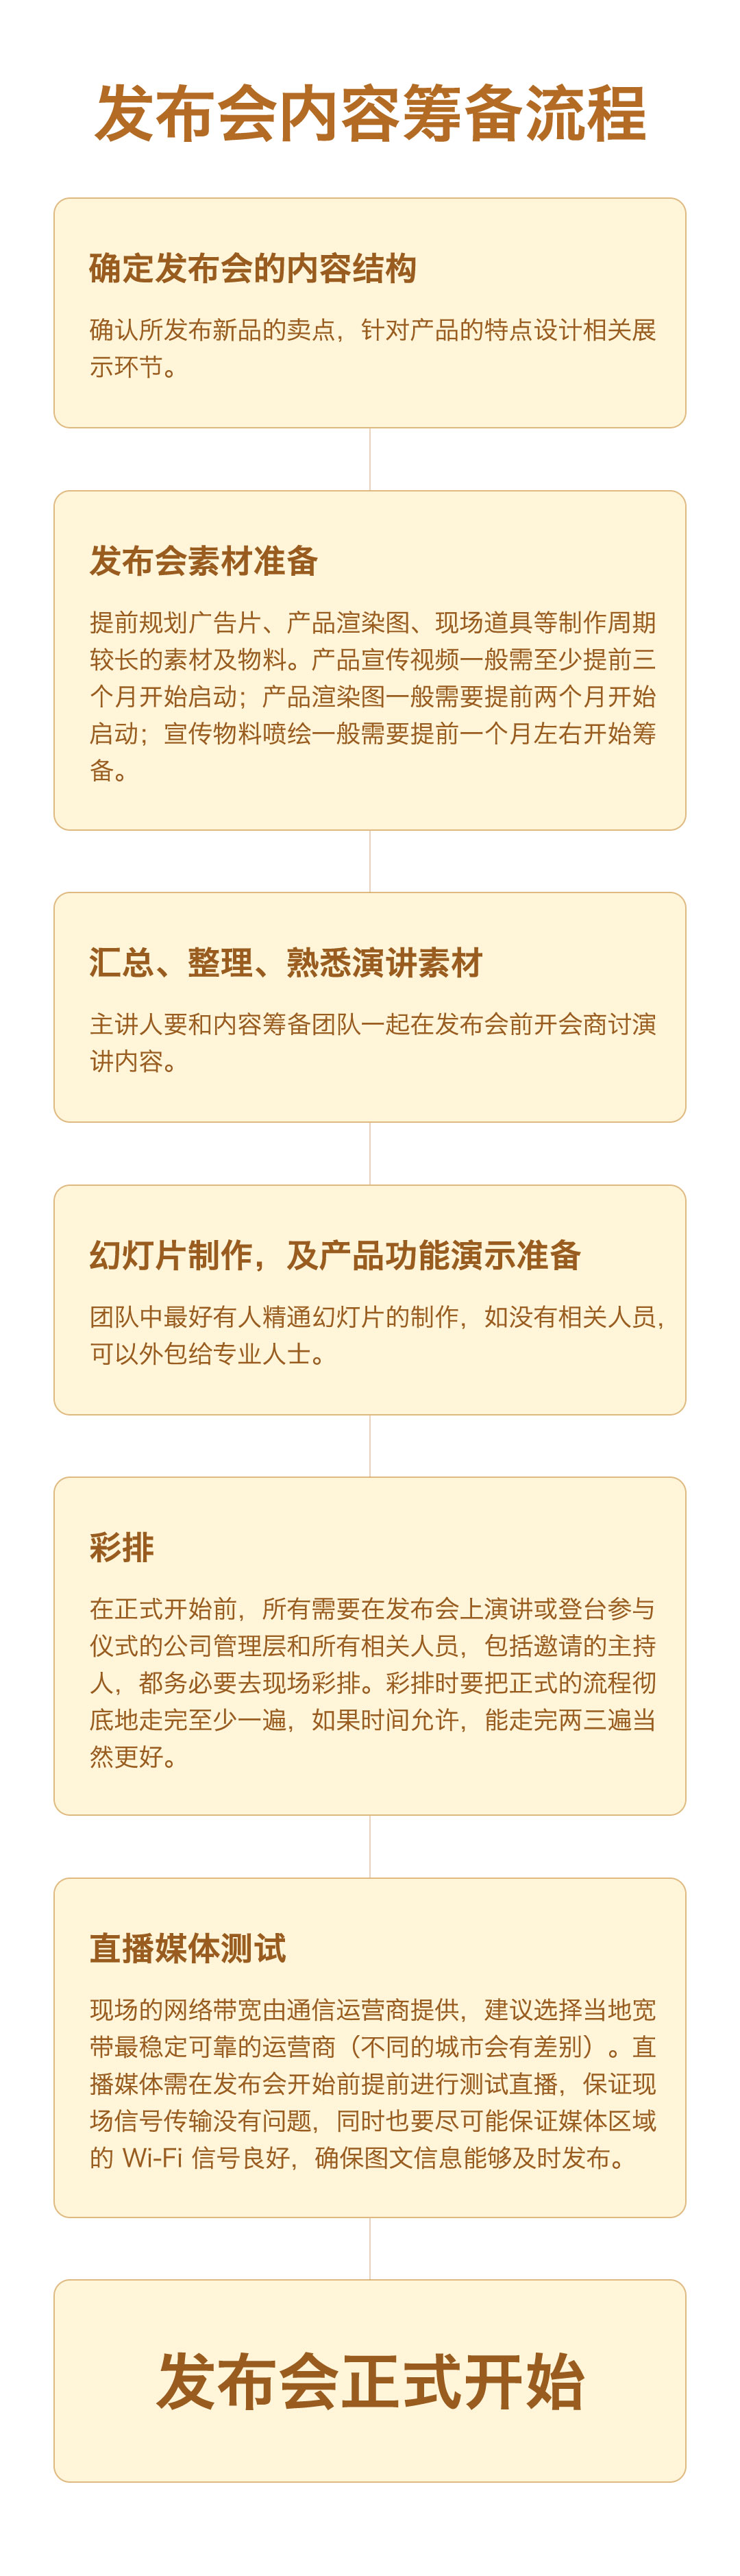 发布会内容筹备流程
确定发布会的内容结构
确认所发布新品的卖点，针对产品的特点设计相关展
示环节。
发布会素材准备
提前规划广告片、产品渲染图、现场道具等制作周期
较长的素材及物料。产品宣传视频一般需至少提前三
个月开始启动；产品渲染图一般需要提前两个月开始
启动；宣传物料喷绘一般需要提前一个月左右开始筹
备。
汇总、整理、熟悉演讲素材
主讲人要和内容筹备团队一起在发布会前开会商讨演
讲内容。
幻灯片制作，及产品功能演示准备
团队中最好有人精通幻灯片的制作，如没有相关人员，
可以外包给专业人士。
彩排
在正式开始前，所有需要在发布会上演讲或登台参与
仪式的公司管理层和所有相关人员，包括邀请的主持
人，都务必要去现场彩排。彩排时要把正式的流程彻
底地走完至少一遍，如果时间允许，能走完两三遍当
然更好。
直播媒体测试
现场的网络带宽由通信运营商提供，建议选择当地宽
带最稳定可靠的运营商（不同的城市会有差别）。直
播媒体需在发布会开始前提前进行测试直播，保证现
场信号传输没有问题，同时也要尽可能保证媒体区域
的 Wi-Fi 信号良好，确保图文信息能够及时发布。
发布会正式开始